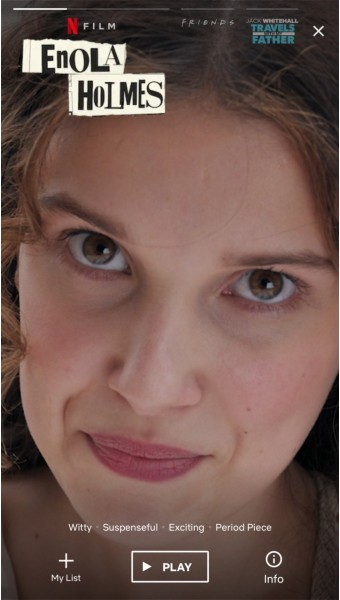 N FILM
ENOLA
HOLMES
FRIENDS
JACK WHITEHALL
TRAVELS
FATHER
Witty · Suspenseful · Exciting · Period Piece
My List
PLAY
Info